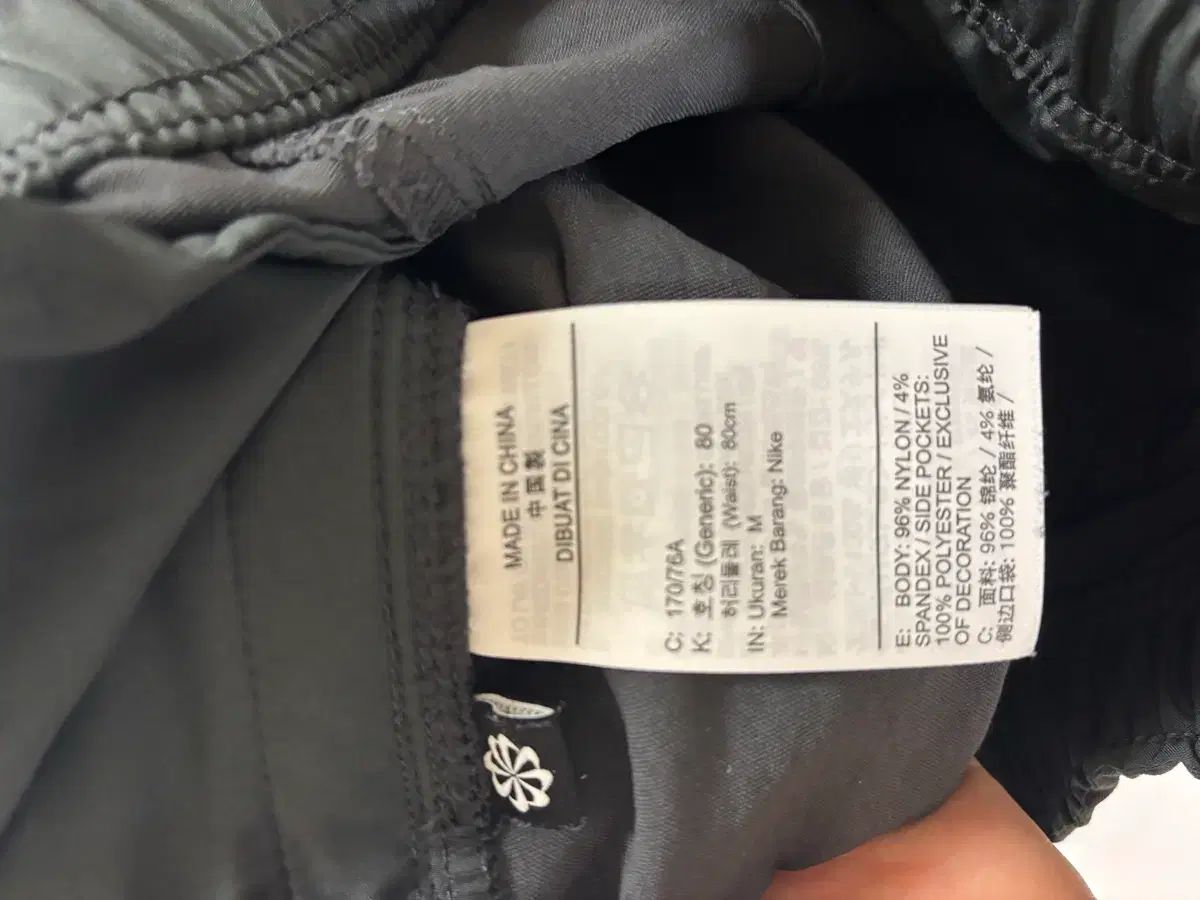 MADE IN CHINA
中国製
DIBUAT DI CINA
C: 170/76A
K: 호칭 (Generic): 80
허리둘레 (Waist): 80cm
IN: Ukuran: M
Merek Barang: Nike
E: BODY: 96% NYLON / 4%
SPANDEX / SIDE POCKETS:
100% POLYESTER / EXCLUSIVE
OF DECORATION
C: 面料: 96% 锦纶 / 4% 氨纶 /
侧边口袋: 100% 聚酯纤维 /